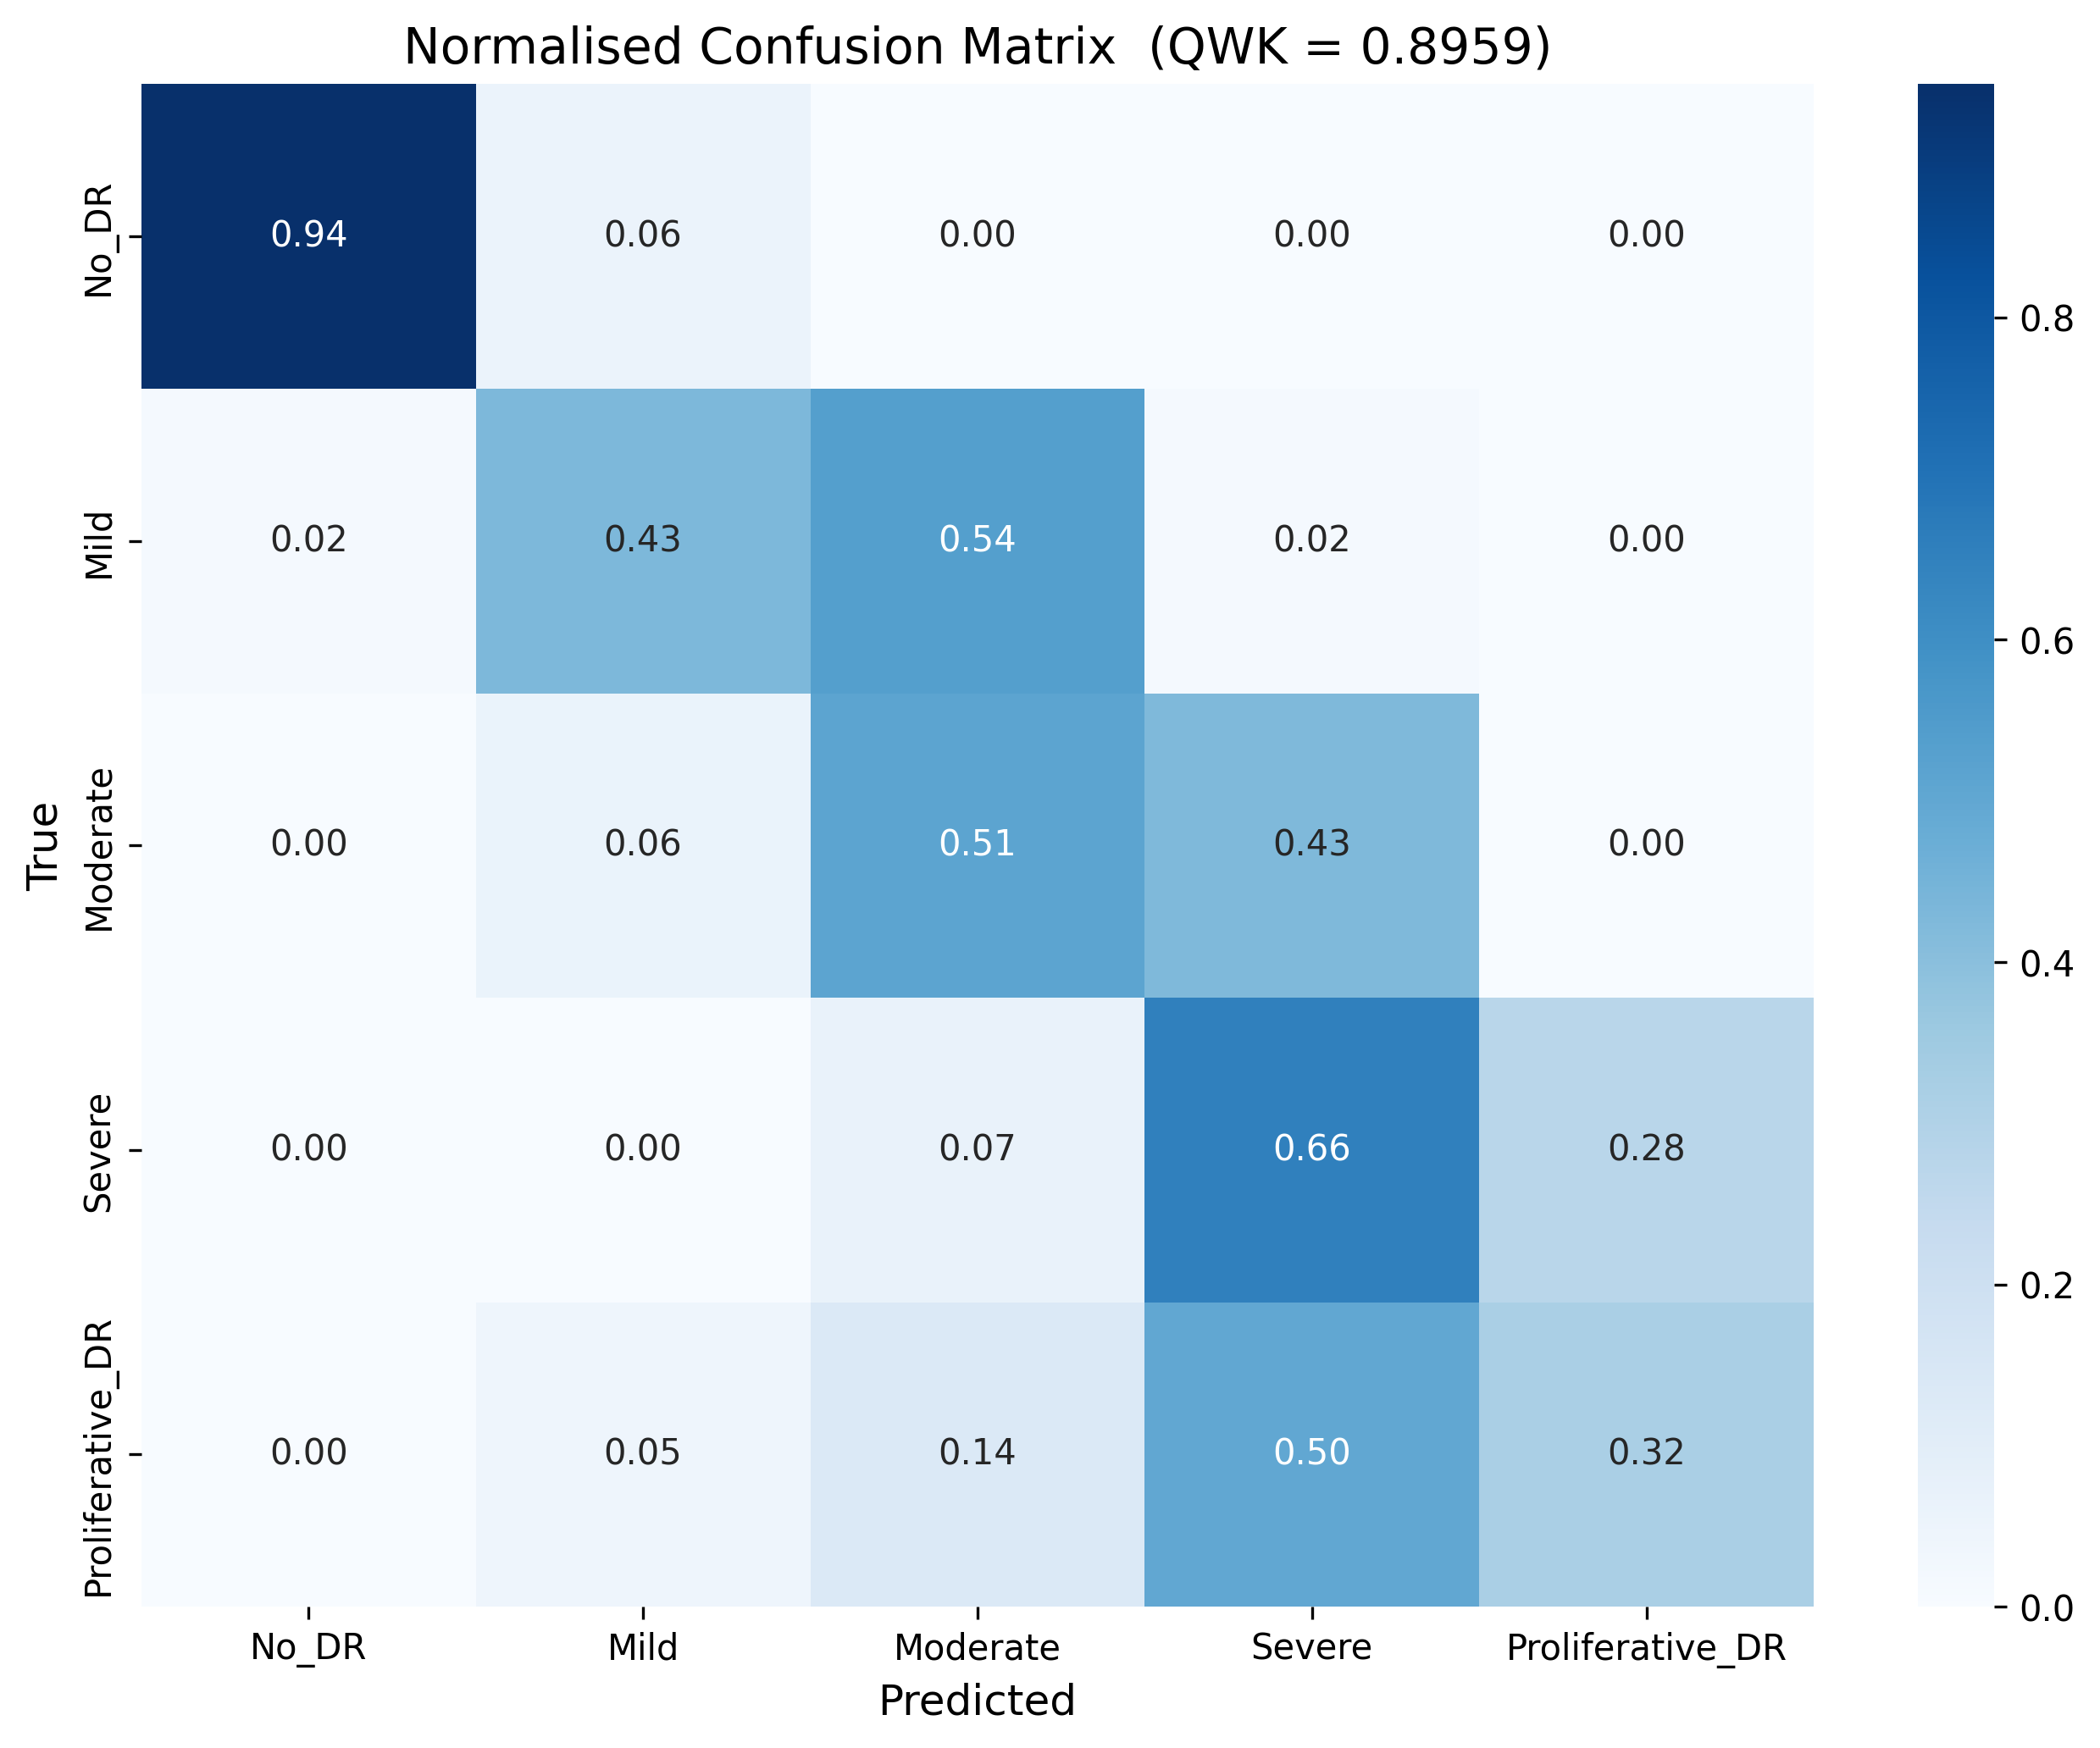 Normalised Confusion Matrix  (QWK = 0.8959)
True
No_DR
0.94 0.06 0.00 0.00 0.00
Mild
0.02 0.43 0.54 0.02 0.00
Moderate
0.00 0.06 0.51 0.43 0.00
Severe
0.00 0.00 0.07 0.66 0.28
Proliferative_DR
0.00 0.05 0.14 0.50 0.32
No_DR Mild Moderate Severe Proliferative_DR
Predicted
0.8
0.6
0.4
0.2
0.0